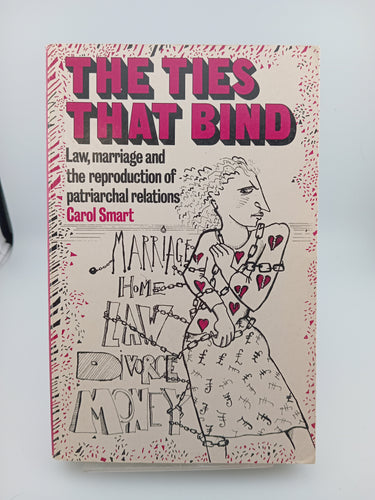 THE TIES
THAT BIND
Law, marriage and
the reproduction of
patriarchal relations
Carol Smart
MARRIAGE
HOME
LAW
DIVORCE
MONEY